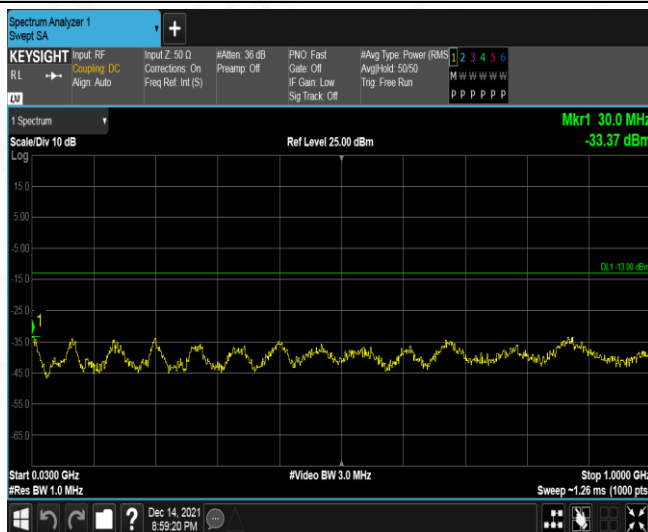 Spectrum Analyzer 1
Swept SA
KEYSIGHT
RL
LXI
Input: RF
Coupling: DC
Align: Auto
Input Z: 50 Ω
Corrections: On
Freq Ref: Int (S)
#Atten: 36 dB
Preamp: Off
PNO: Fast
Gate: Off
IF Gain: Low
Sig Track: Off
#Avg Type: Power (RMS
Avg|Hold: 50/50
Trig: Free Run
1 2 3 4 5 6
M W W W W W
P P P P P P
1 Spectrum
Mkr1 30.0 MHz
Scale/Div 10 dB Ref Level 25.00 dBm -33.37 dBm
Log
15.0
5.00
-5.00
DL1 -13.00 dBm
-15.0
-25.0
1
-35.0
-45.0
-55.0
-65.0
Start 0.0300 GHz #Video BW 3.0 MHz Stop 1.0000 GHz
#Res BW 1.0 MHz Sweep ~1.26 ms (1000 pts
? Dec 14, 2021
8:59:20 PM